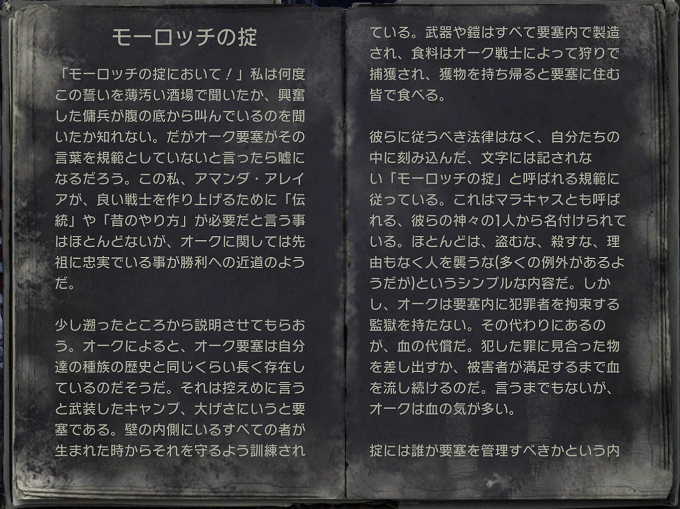 モーロッチの掟
「モーロッチの掟において！」私は何度
この誓いを薄汚い酒場で聞いたか、興奮
した傭兵が腹の底から叫んでいるのを聞
いたか知れない。だがオーク要塞がその
言葉を規範としていないと言ったら嘘に
なるだろう。この私、アマンダ・アレイ
アが、良い戦士を作り上げるために「伝
統」や「昔のやり方」が必要だと言う事
はほとんどないが、オークに関しては先
祖に忠実でいる事が勝利への近道のよう
だ。
少し遡ったところから説明させてもらお
う。オークによると、オーク要塞は自分
達の種族の歴史と同じくらい長く存在し
ているのだそうだ。それは控えめに言う
と武装したキャンプ、大げさにいうと要
塞である。壁の内側にいるすべての者が
生まれた時からそれを守るよう訓練され
ている。武器や鎧はすべて要塞内で製造
され、食料はオーク戦士によって狩りで
捕獲され、獲物を持ち帰ると要塞に住む
皆で食べる。
彼らに従うべき法律はなく、自分たちの
中に刻み込んだ、文字には記されな
い「モーロッチの掟」と呼ばれる規範に
従っている。これはマラキャスとも呼ば
れる、彼らの神々の1人から名付けられて
いる。ほとんどは、盗むな、殺すな、理
由もなく人を襲うな(多くの例外があるよ
うだが)というシンプルな内容だ。しか
し、オークは要塞内に犯罪者を拘束する
監獄を持たない。その代わりにあるの
が、血の代償だ。犯した罪に見合った物
を差し出すか、被害者が満足するまで血
を流し続けるのだ。言うまでもないが、
オークは血の気が多い。
掟には誰が要塞を管理すべきかという内